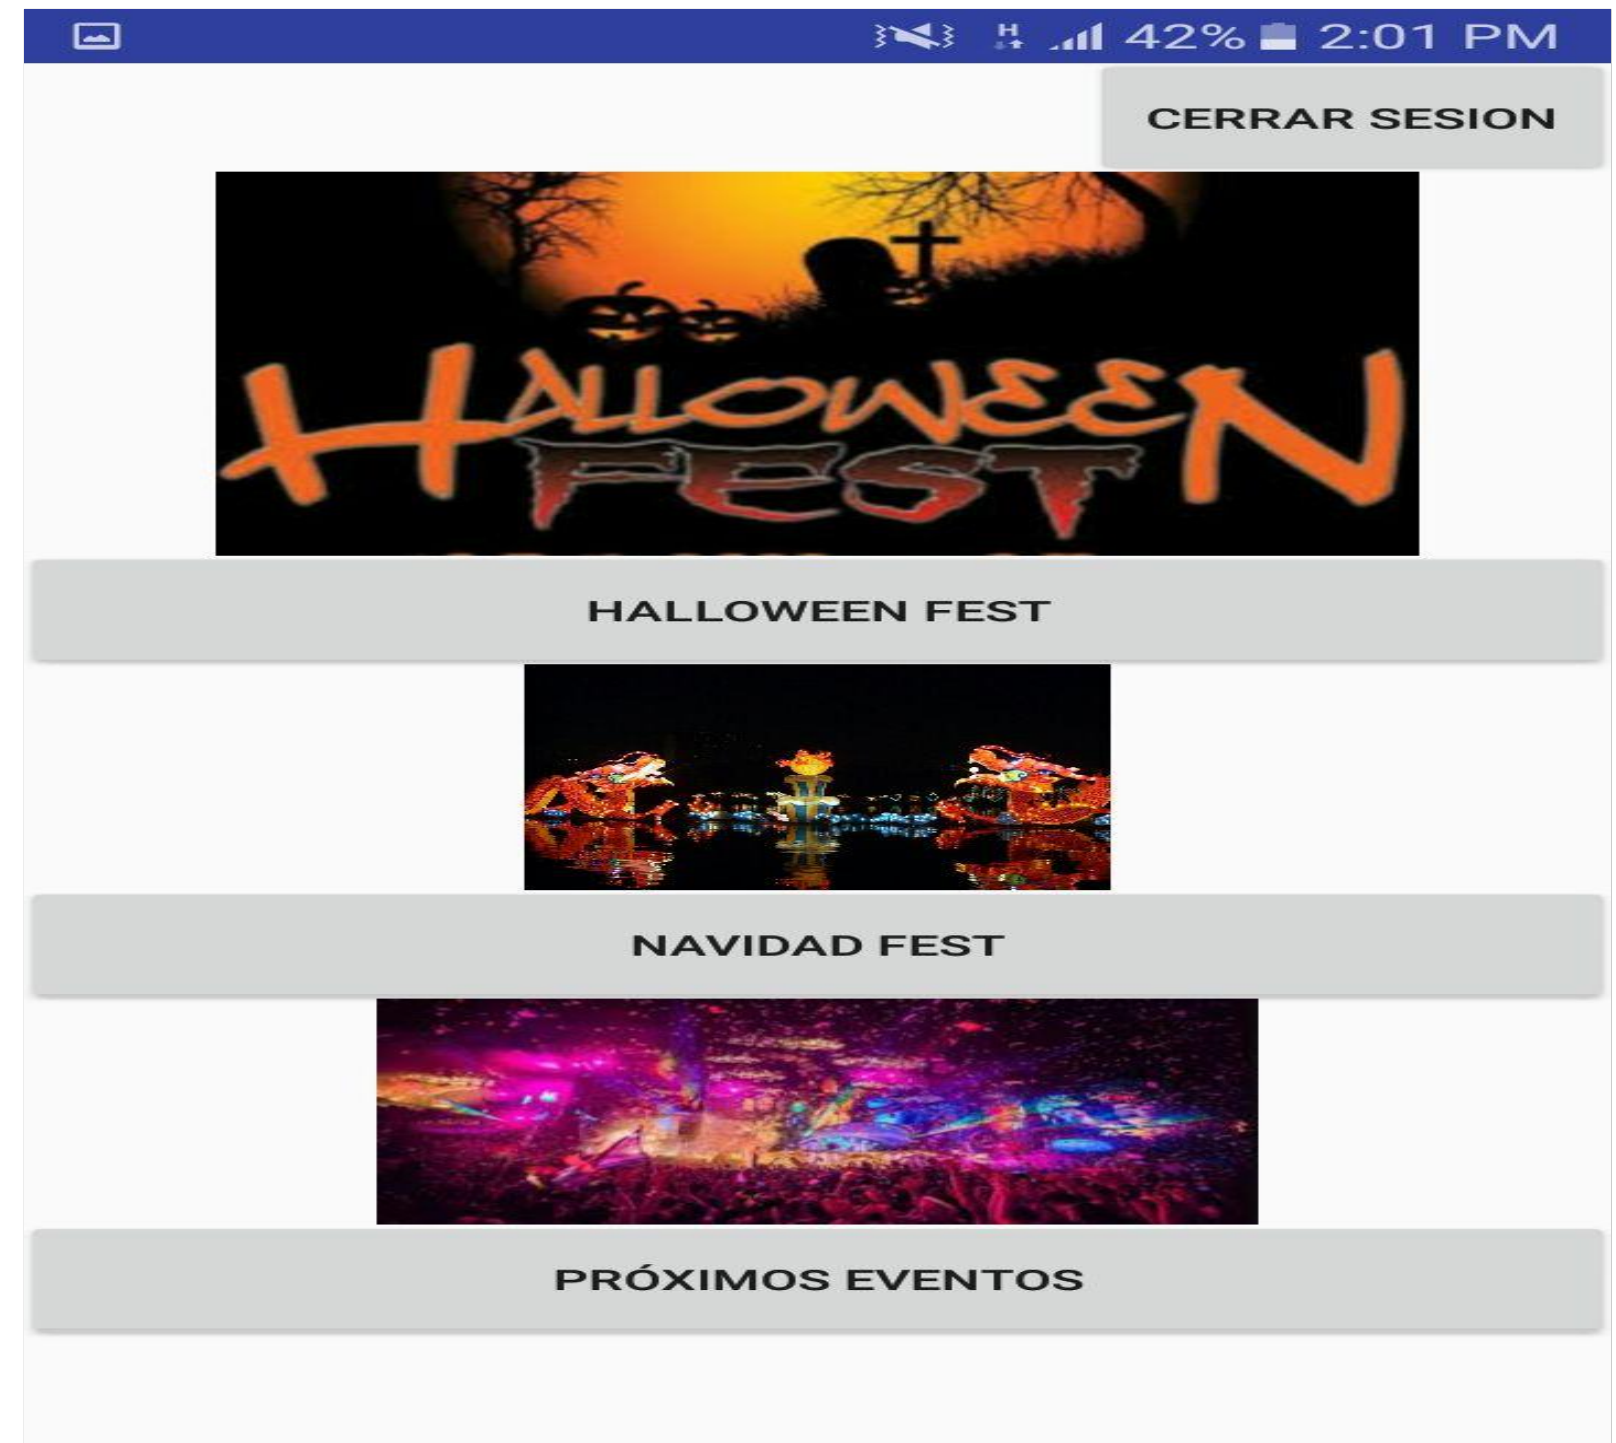 H 42% 2:01 PM
CERRAR SESION
HALLOWEEN
FEST
HALLOWEEN FEST
NAVIDAD FEST
PRÓXIMOS EVENTOS